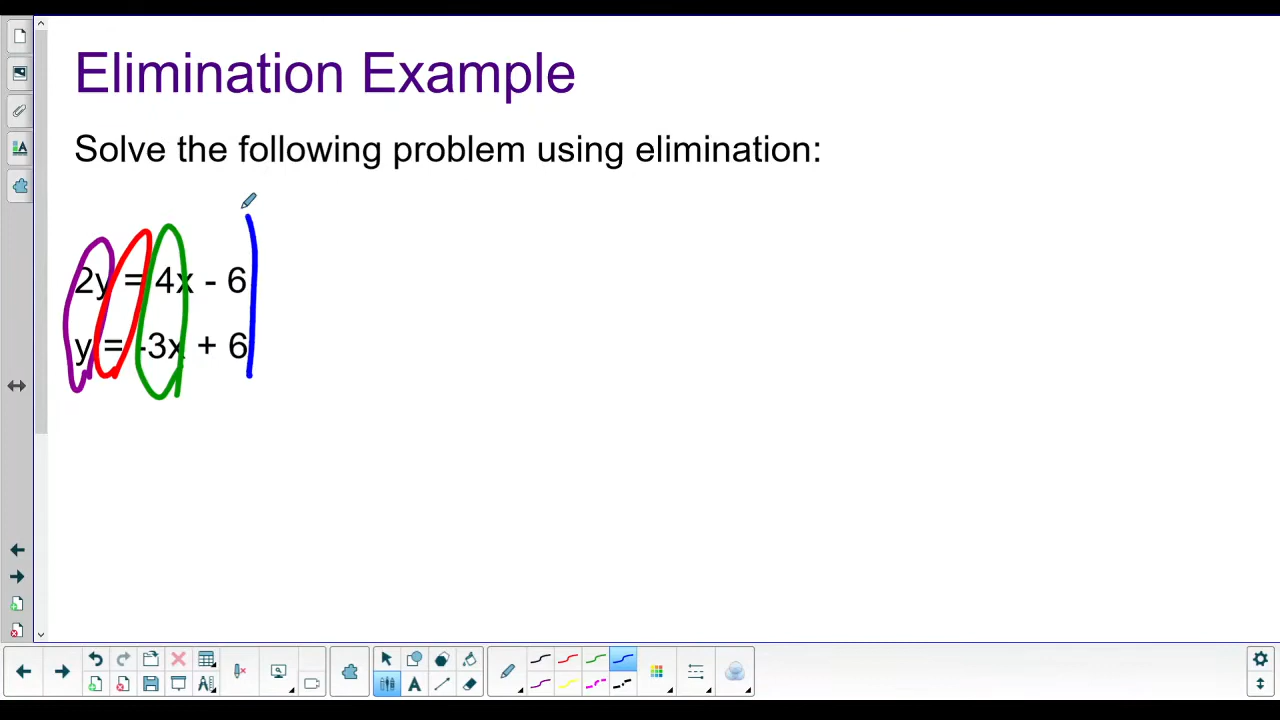 Elimination Example
Solve the following problem using elimination:
2y = 4x - 6
y = -3x + 6